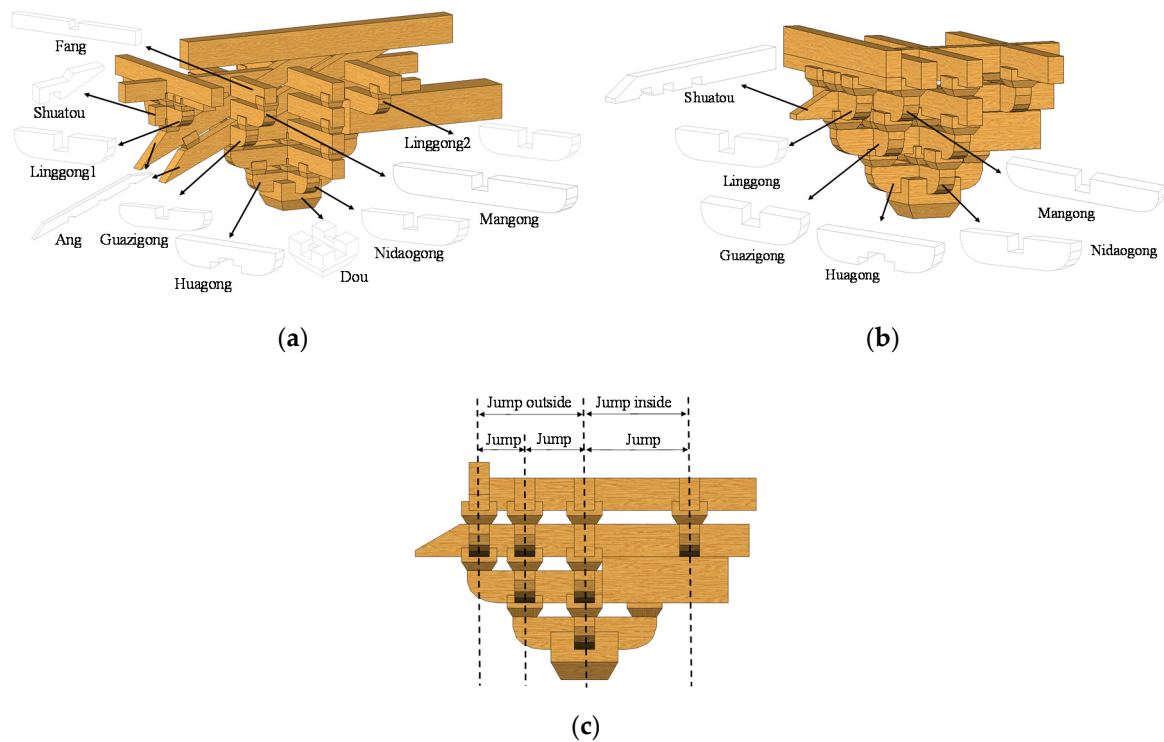 Fang
Shuatou
Linggong1
Ang
Guazigong
Huagong
Dou
Nidaogong
Mangong
Linggong2
(a)
Shuatou
Linggong
Guazigong
Huagong
Nidaogong
Mangong
(b)
Jump outside
Jump inside
Jump
Jump
Jump
(c)